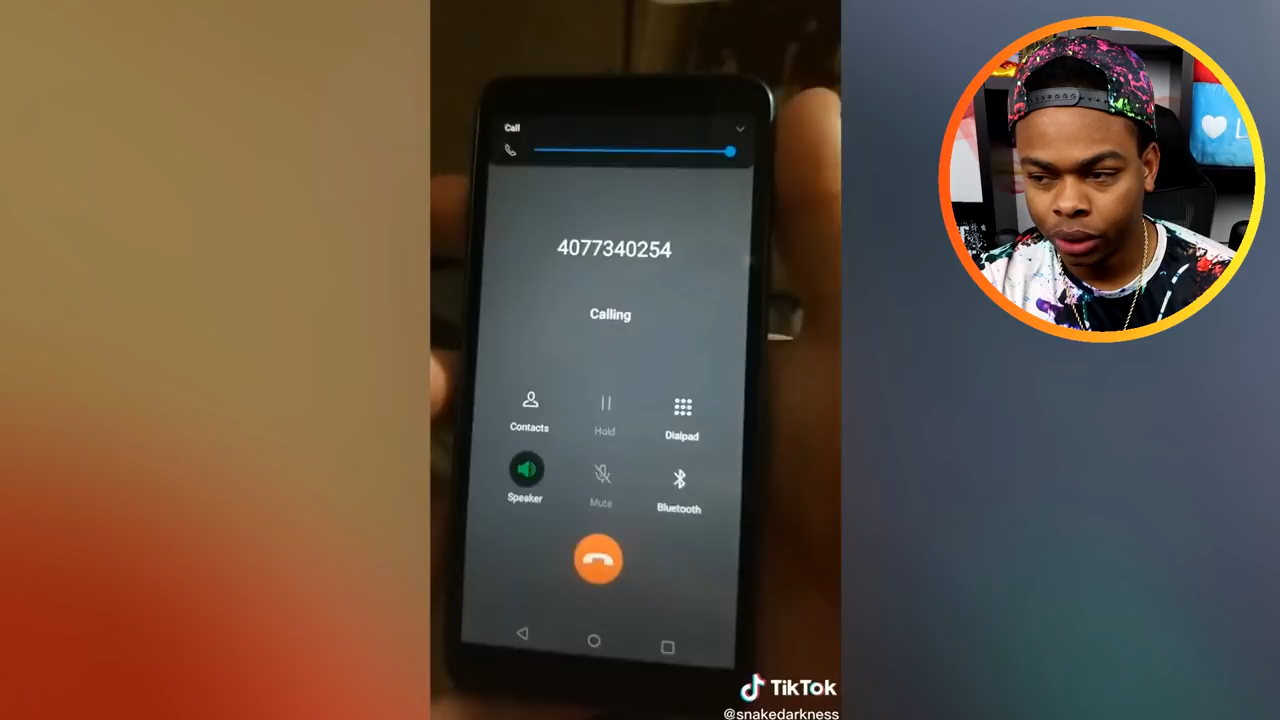 Call
4077340254
Calling
Contacts
Hold
Dialpad
Speaker
Mute
Bluetooth
TikTok
@snakedarkness